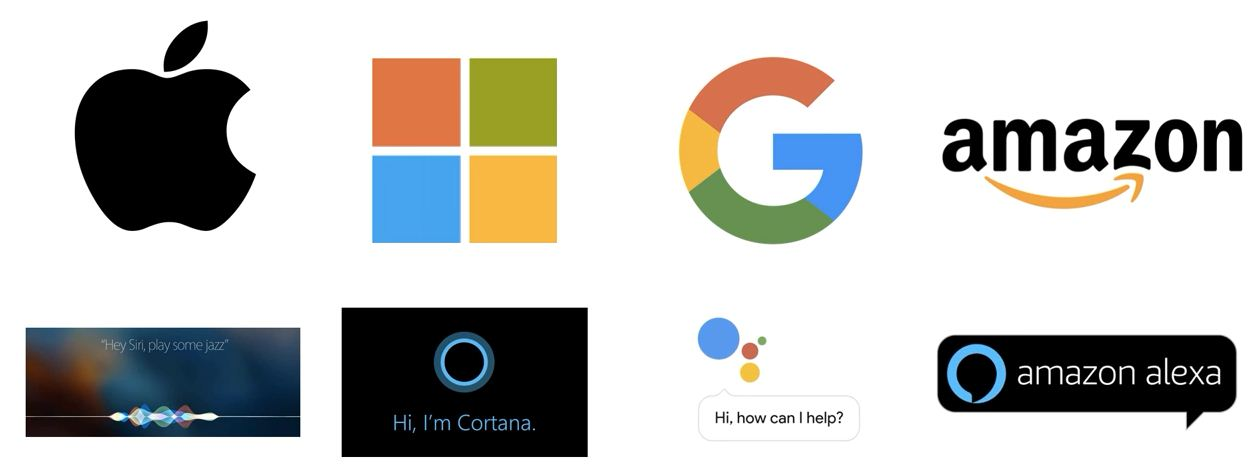 amazon
“Hey Siri, play some jazz”
Hi, I’m Cortana.
Hi, how can I help?
amazon alexa